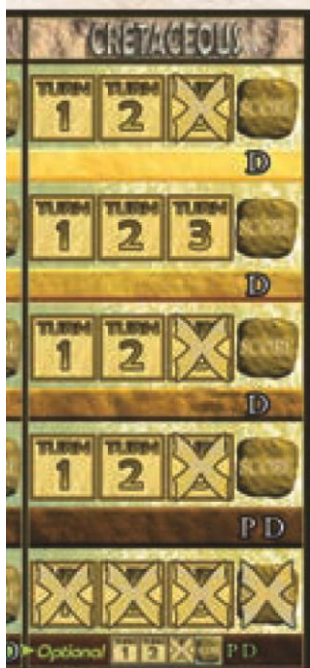 CRETACEOUS
TURN 1 TURN 2
D
TURN 1 TURN 2 TURN 3 SCORE
D
TURN 1 TURN 2 SCORE
D
TURN 1 TURN 2 SCORE
P D
Optional 1 2 P D